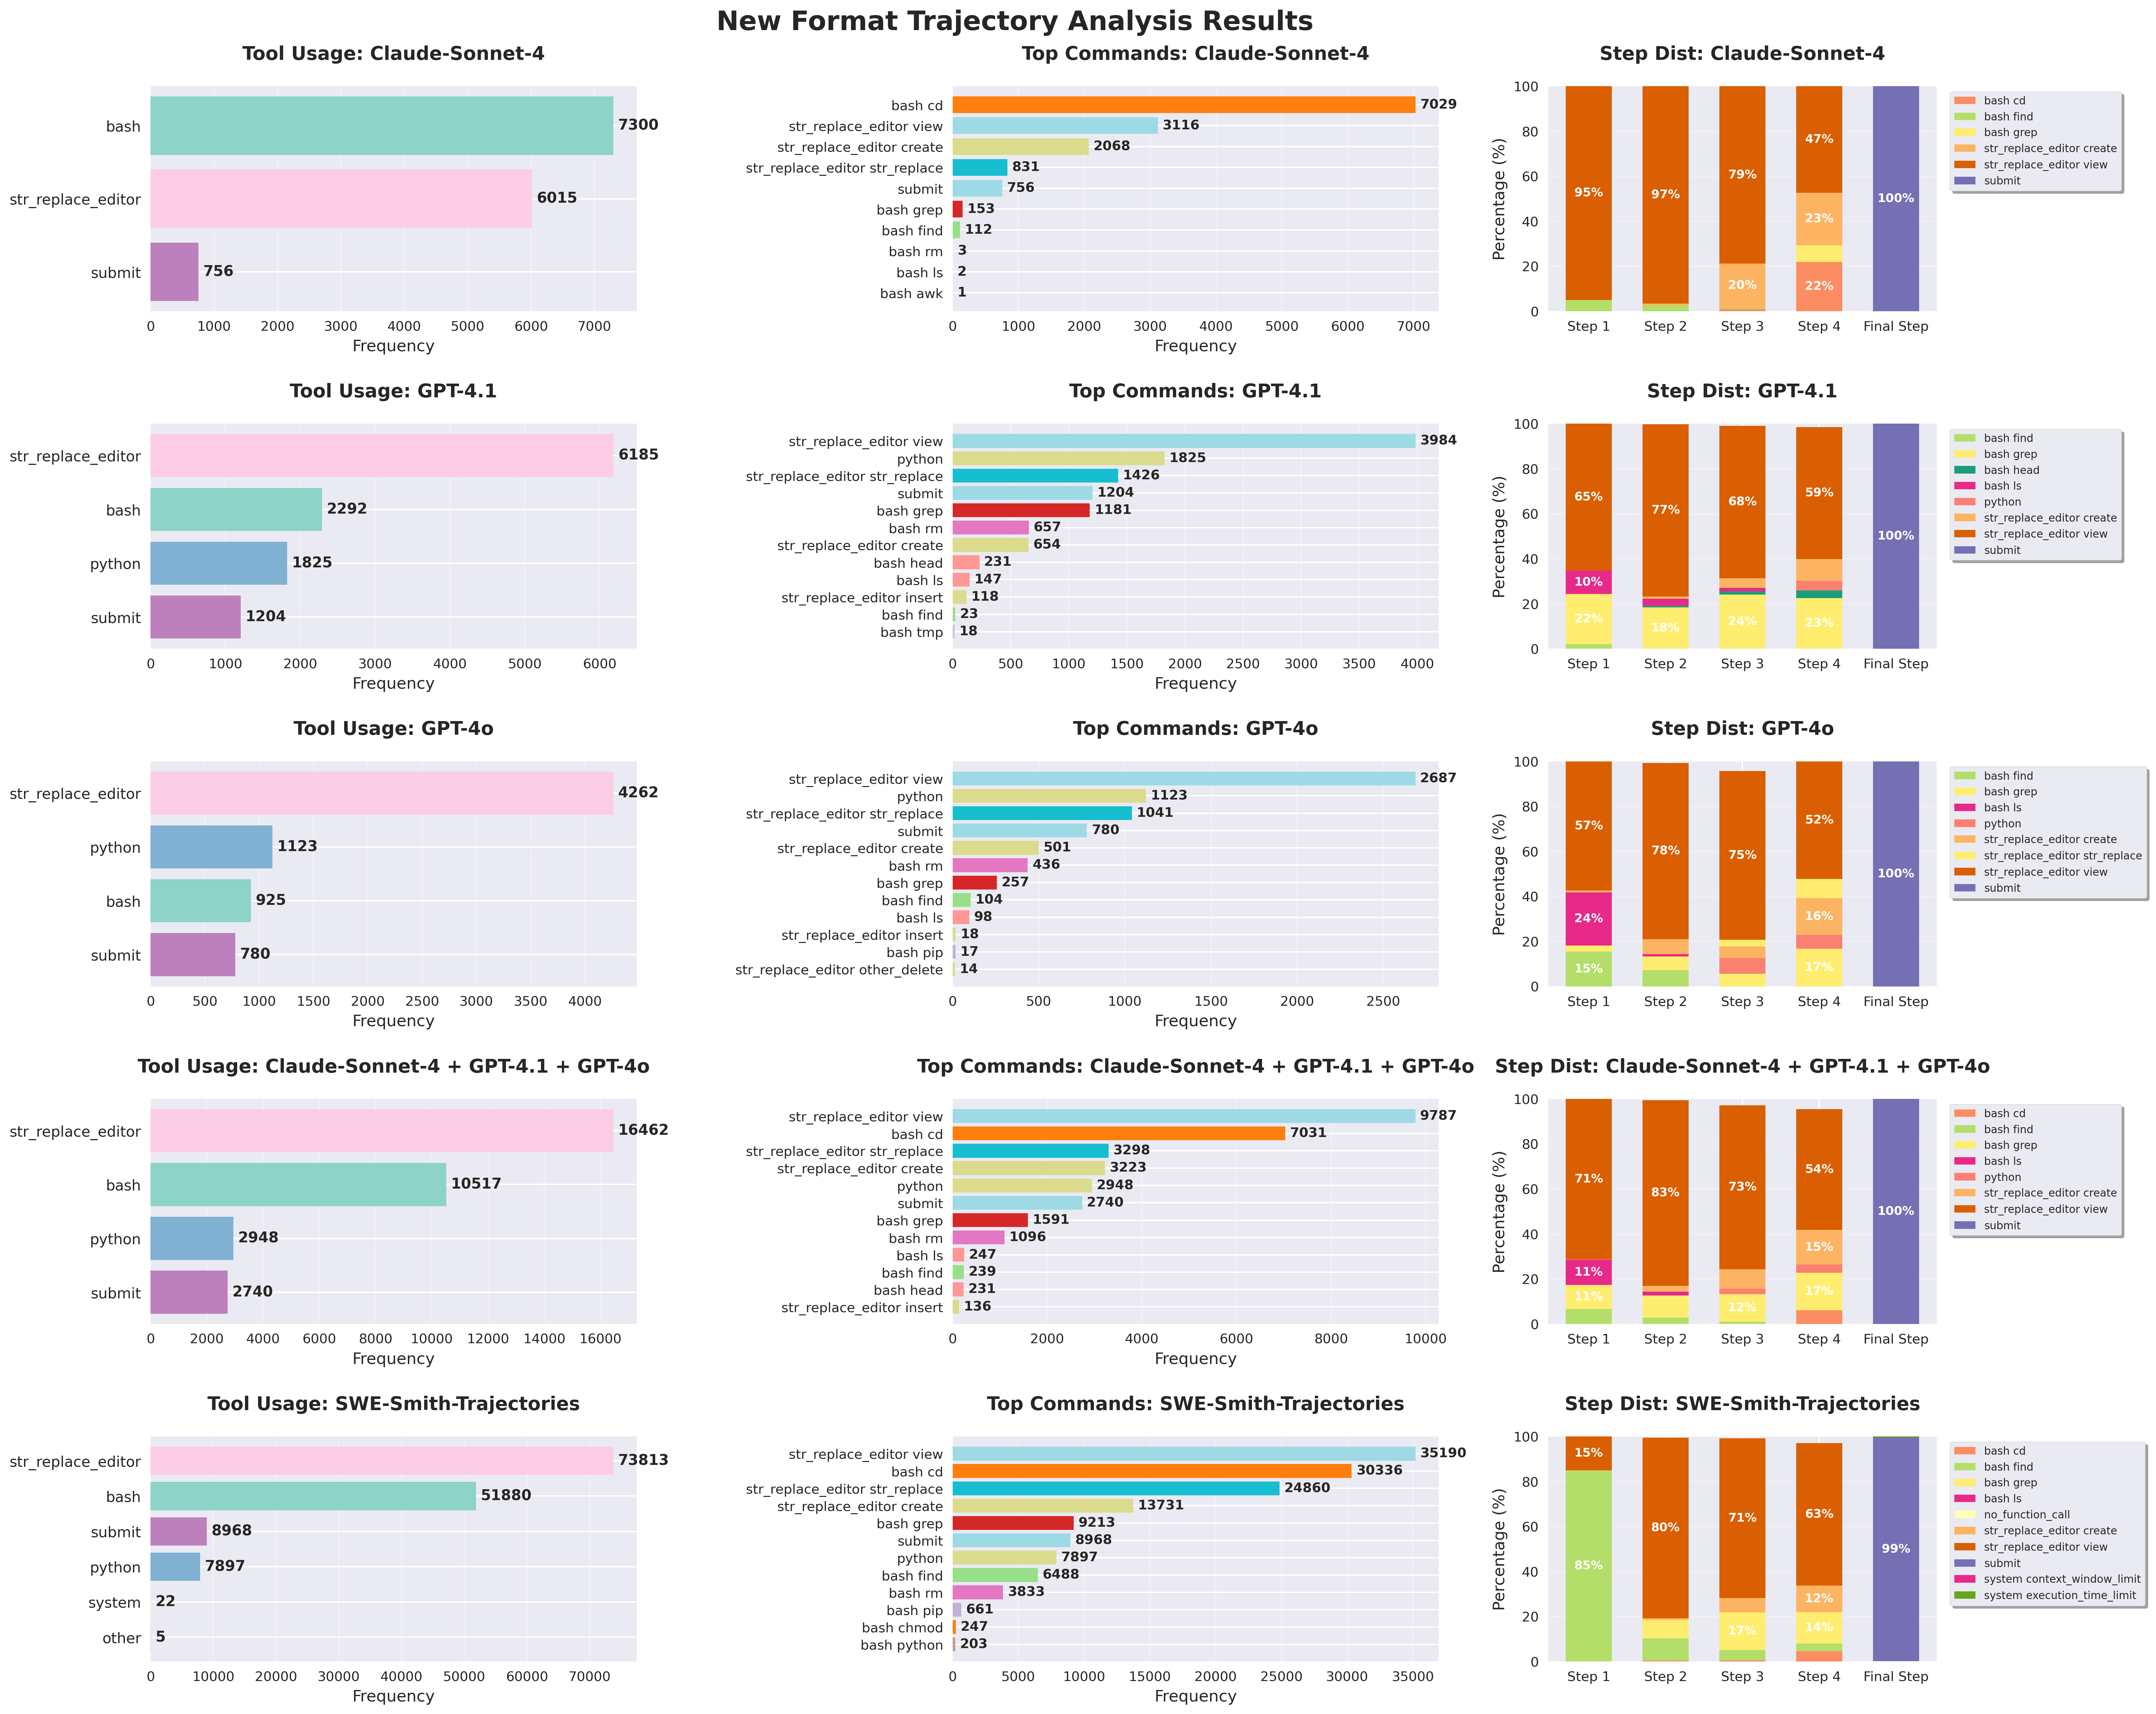 New Format Trajectory Analysis Results
Tool Usage: Claude-Sonnet-4
bash
7300
str_replace_editor
6015
submit
756
0 1000 2000 3000 4000 5000 6000 7000
Frequency
Top Commands: Claude-Sonnet-4
bash cd 7029
str_replace_editor view 3116
str_replace_editor create 2068
str_replace_editor str_replace 831
submit 756
bash grep 153
bash find 112
bash rm 3
bash ls 2
bash awk 1
0 1000 2000 3000 4000 5000 6000 7000
Frequency
Step Dist: Claude-Sonnet-4
Percentage (%)
100
80
60
40
20
0
95%
97%
79%
20%
47%
23%
22%
100%
Step 1 Step 2 Step 3 Step 4 Final Step
bash cd
bash find
bash grep
str_replace_editor create
str_replace_editor view
submit
Tool Usage: GPT-4.1
str_replace_editor 6185
bash 2292
python 1825
submit 1204
0 1000 2000 3000 4000 5000 6000
Frequency
Top Commands: GPT-4.1
str_replace_editor view 3984
python 1825
str_replace_editor str_replace 1426
submit 1204
bash grep 1181
bash rm 657
str_replace_editor create 654
bash head 231
bash ls 147
str_replace_editor insert 118
bash find 23
bash tmp 18
0 500 1000 1500 2000 2500 3000 3500 4000
Frequency
Step Dist: GPT-4.1
Percentage (%)
100
80
60
40
20
0
65%
10%
22%
77%
18%
68%
24%
59%
23%
100%
Step 1 Step 2 Step 3 Step 4 Final Step
bash find
bash grep
bash head
bash ls
python
str_replace_editor create
str_replace_editor view
submit
Tool Usage: GPT-4o
str_replace_editor 4262
python 1123
bash 925
submit 780
0 500 1000 1500 2000 2500 3000 3500 4000
Frequency
Top Commands: GPT-4o
str_replace_editor view 2687
python 1123
str_replace_editor str_replace 1041
submit 780
str_replace_editor create 501
bash rm 436
bash grep 257
bash find 104
bash ls 98
str_replace_editor insert 18
bash pip 17
str_replace_editor other_delete 14
0 500 1000 1500 2000 2500
Frequency
Step Dist: GPT-4o
Percentage (%)
100
80
60
40
20
0
57%
24%
15%
78%
75%
52%
16%
17%
100%
Step 1 Step 2 Step 3 Step 4 Final Step
bash find
bash grep
bash ls
python
str_replace_editor create
str_replace_editor str_replace
str_replace_editor view
submit
Tool Usage: Claude-Sonnet-4 + GPT-4.1 + GPT-4o
str_replace_editor 16462
bash 10517
python 2948
submit 2740
0 2000 4000 6000 8000 10000 12000 14000 16000
Frequency
Top Commands: Claude-Sonnet-4 + GPT-4.1 + GPT-4o
str_replace_editor view 9787
bash cd 7031
str_replace_editor str_replace 3298
str_replace_editor create 3223
python 2948
submit 2740
bash grep 1591
bash rm 1096
bash ls 247
bash find 239
bash head 231
str_replace_editor insert 136
0 2000 4000 6000 8000 10000
Frequency
Step Dist: Claude-Sonnet-4 + GPT-4.1 + GPT-4o
Percentage (%)
100
80
60
40
20
0
71%
11%
11%
83%
73%
12%
54%
15%
17%
100%
Step 1 Step 2 Step 3 Step 4 Final Step
bash cd
bash find
bash grep
bash ls
python
str_replace_editor create
str_replace_editor view
submit
Tool Usage: SWE-Smith-Trajectories
str_replace_editor 73813
bash 51880
submit 8968
python 7897
system 22
other 5
0 10000 20000 30000 40000 50000 60000 70000
Frequency
Top Commands: SWE-Smith-Trajectories
str_replace_editor view 35190
bash cd 30336
str_replace_editor str_replace 24860
str_replace_editor create 13731
bash grep 9213
submit 8968
python 7897
bash find 6488
bash rm 3833
bash pip 661
bash chmod 247
bash python 203
0 5000 10000 15000 20000 25000 30000 35000
Frequency
Step Dist: SWE-Smith-Trajectories
Percentage (%)
100
80
60
40
20
0
15%
85%
80%
71%
17%
63%
12%
14%
99%
Step 1 Step 2 Step 3 Step 4 Final Step
bash cd
bash find
bash grep
bash ls
no_function_call
str_replace_editor create
str_replace_editor view
submit
system context_window_limit
system execution_time_limit